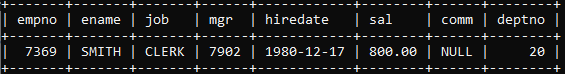 +-------+-------+-------+------+------------+--------+------+--------+
| empno | ename | job   | mgr  | hiredate   | sal    | comm | deptno |
+-------+-------+-------+------+------------+--------+------+--------+
|  7369 | SMITH | CLERK | 7902 | 1980-12-17 | 800.00 | NULL |     20 |
+-------+-------+-------+------+------------+--------+------+--------+